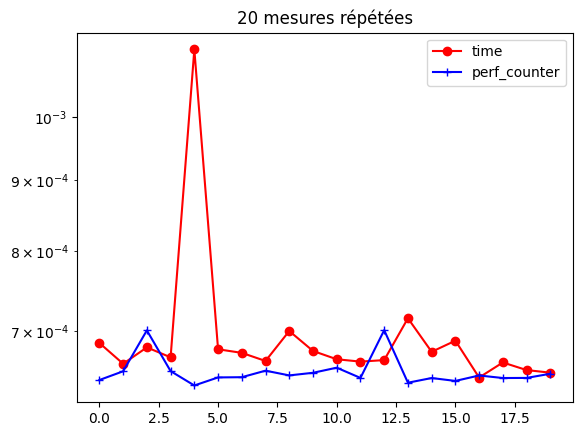 20 mesures répétées
time
perf_counter
10⁻³
9 × 10⁻⁴
8 × 10⁻⁴
7 × 10⁻⁴
0.0 2.5 5.0 7.5 10.0 12.5 15.0 17.5